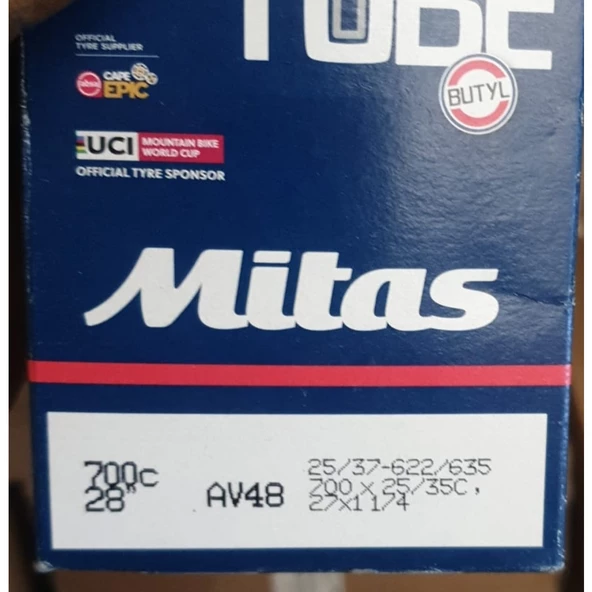 TUBE
OFFICIAL
TYRE SUPPLIER
absa CAPE EPIC
BUTYL
UCI MOUNTAIN BIKE
WORLD CUP
OFFICIAL TYRE SPONSOR
Mitas
700c
28"
AV48
25/37-622/635
700 x 25/35C,
27x1 1/4